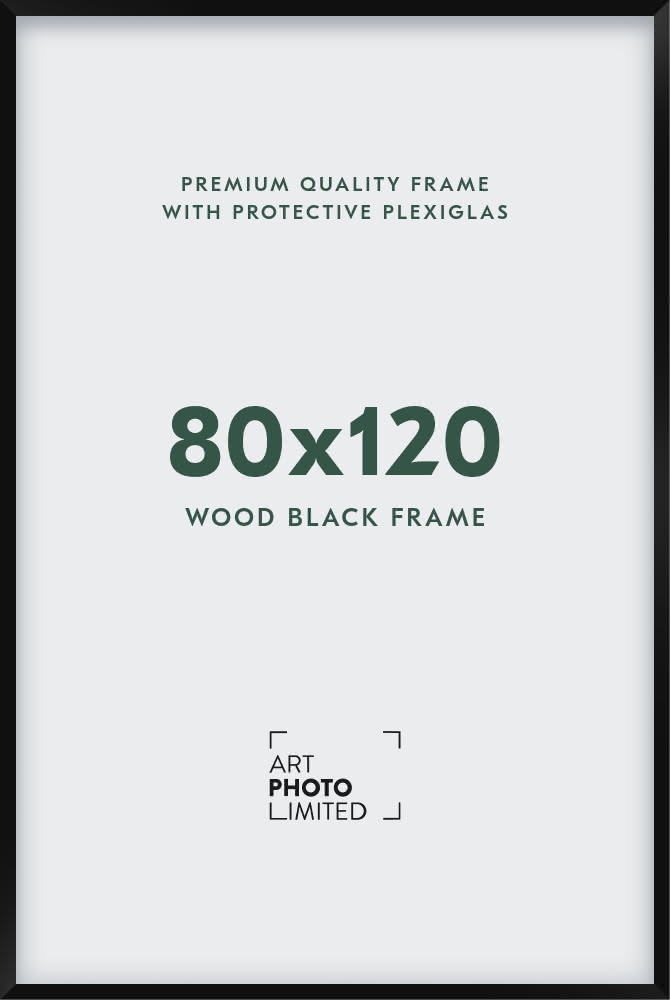 PREMIUM QUALITY FRAME
WITH PROTECTIVE PLEXIGLAS
80x120
WOOD BLACK FRAME
ART
PHOTO
LIMITED